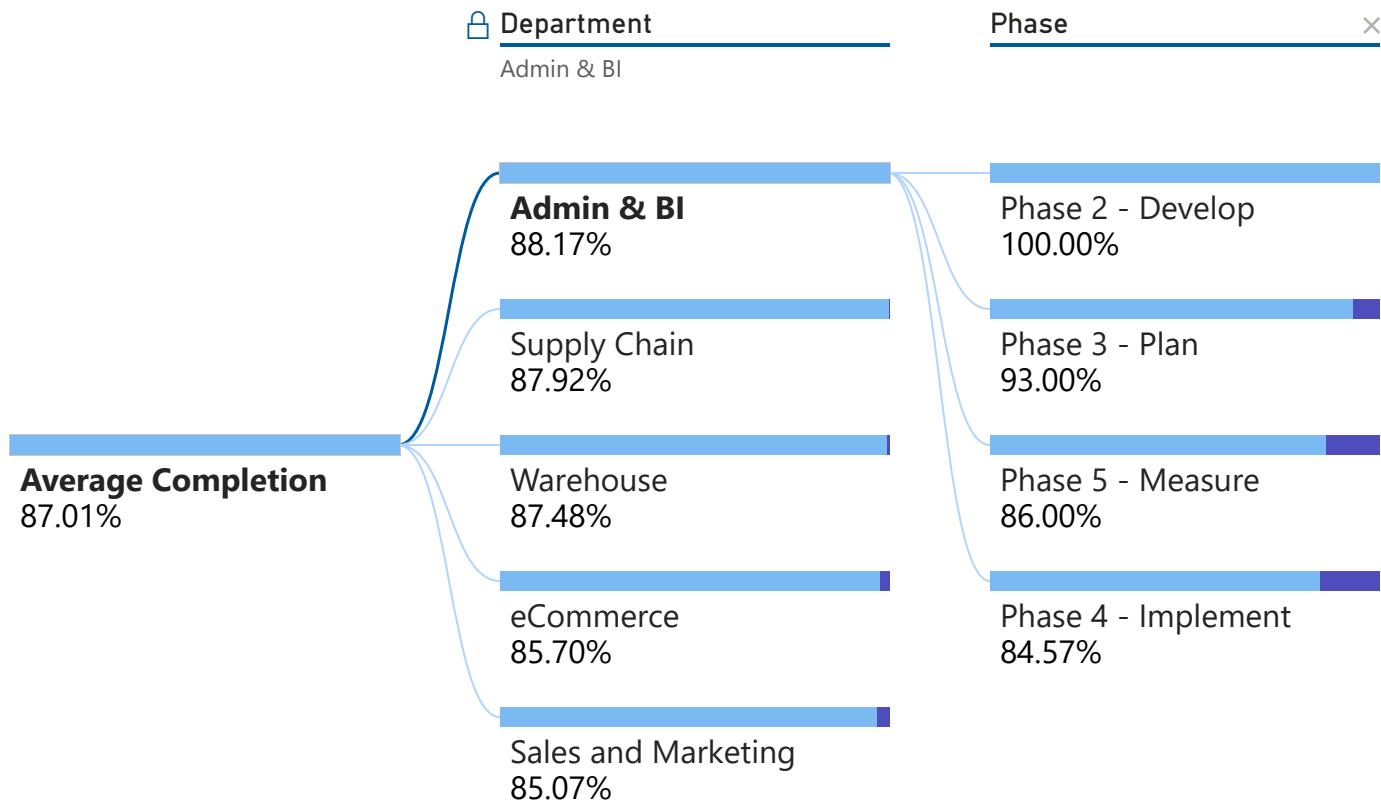 Department
Phase
Admin & BI
Admin & BI
88.17%
Phase 2 - Develop
100.00%
Supply Chain
87.92%
Phase 3 - Plan
93.00%
Average Completion
87.01%
Warehouse
87.48%
Phase 5 - Measure
86.00%
eCommerce
85.70%
Phase 4 - Implement
84.57%
Sales and Marketing
85.07%